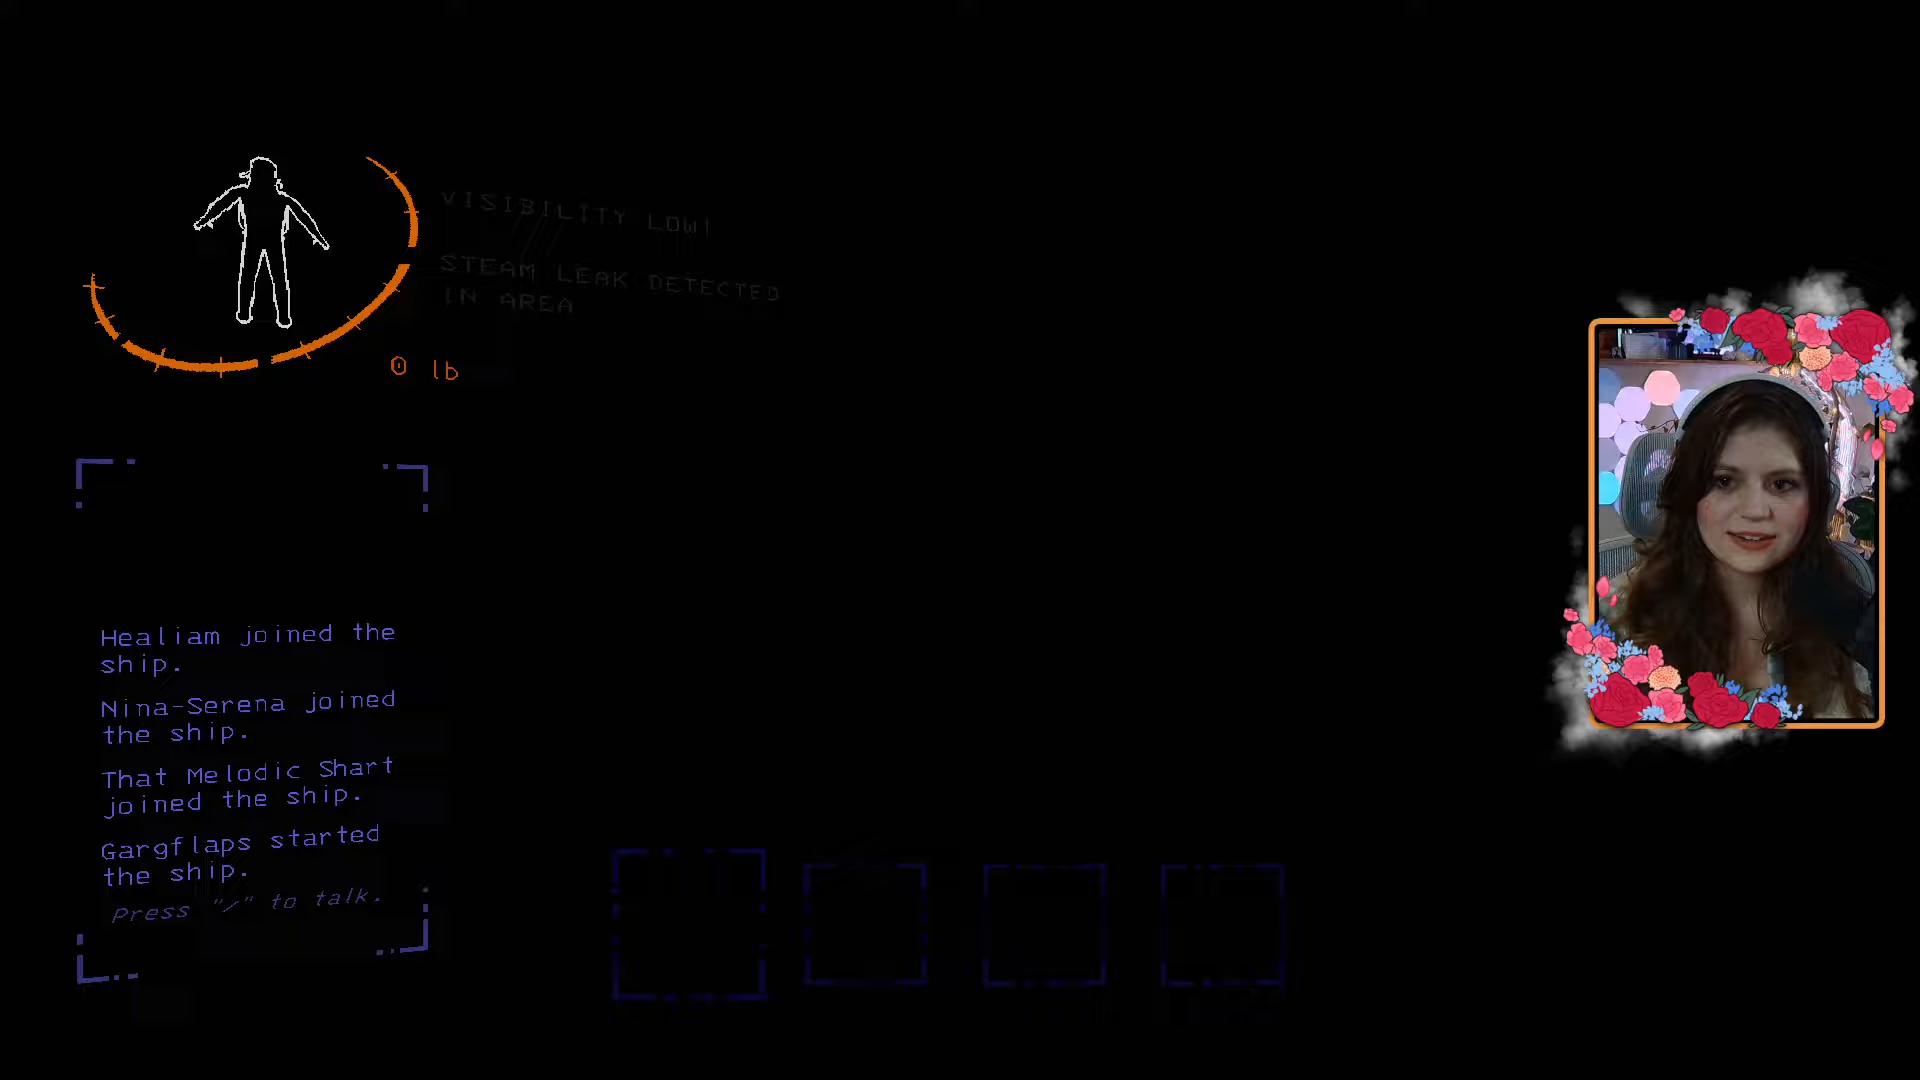 VISIBILITY LOW!
STEAM LEAK DETECTED
IN AREA
0 lb
Healiam joined the
ship.
Nina-Serena joined
the ship.
That Melodic Shart
joined the ship.
Gargflaps started
the ship.
Press "/" to talk.